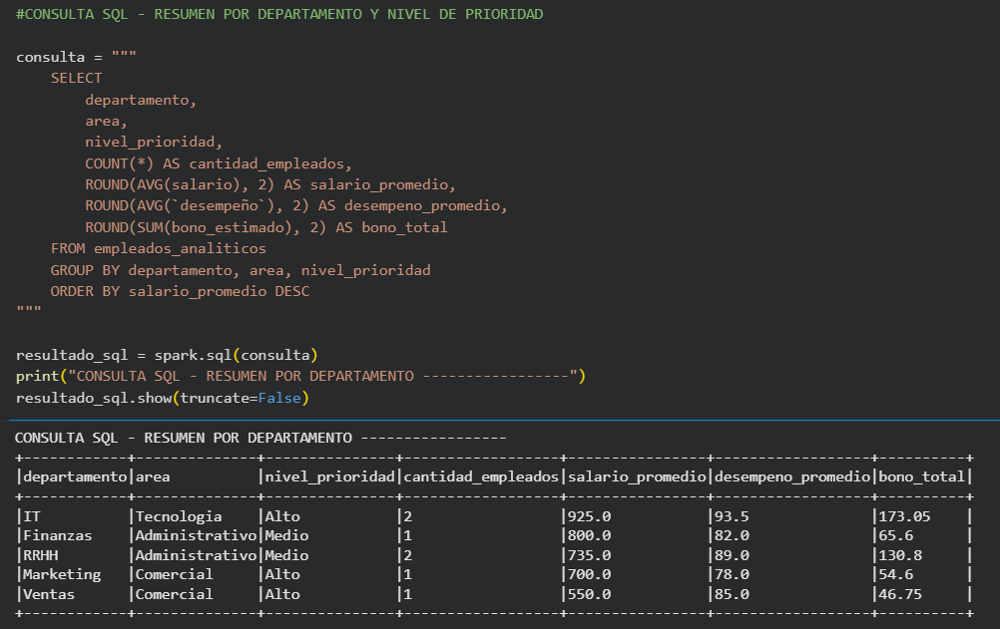 #CONSULTA SQL - RESUMEN POR DEPARTAMENTO Y NIVEL DE PRIORIDAD
consulta = """
    SELECT
        departamento,
        area,
        nivel_prioridad,
        COUNT(*) AS cantidad_empleados,
        ROUND(AVG(salario), 2) AS salario_promedio,
        ROUND(AVG(`desempeño`), 2) AS desempeno_promedio,
        ROUND(SUM(bono_estimado), 2) AS bono_total
    FROM empleados_analiticos
    GROUP BY departamento, area, nivel_prioridad
    ORDER BY salario_promedio DESC
"""
resultado_sql = spark.sql(consulta)
print("CONSULTA SQL - RESUMEN POR DEPARTAMENTO -----------------")
resultado_sql.show(truncate=False)
CONSULTA SQL - RESUMEN POR DEPARTAMENTO -----------------
+------------+--------------+---------------+------------------+----------------+------------------+----------+
|departamento|area          |nivel_prioridad|cantidad_empleados|salario_promedio|desempeno_promedio|bono_total|
+------------+--------------+---------------+------------------+----------------+------------------+----------+
|IT          |Tecnologia    |Alto           |2                 |925.0           |93.5              |173.05    |
|Finanzas    |Administrativo|Medio          |1                 |800.0           |82.0              |65.6      |
|RRHH        |Administrativo|Medio          |2                 |735.0           |89.0              |130.8     |
|Marketing   |Comercial     |Alto           |1                 |700.0           |78.0              |54.6      |
|Ventas      |Comercial     |Alto           |1                 |550.0           |85.0              |46.75     |
+------------+--------------+---------------+------------------+----------------+------------------+----------+